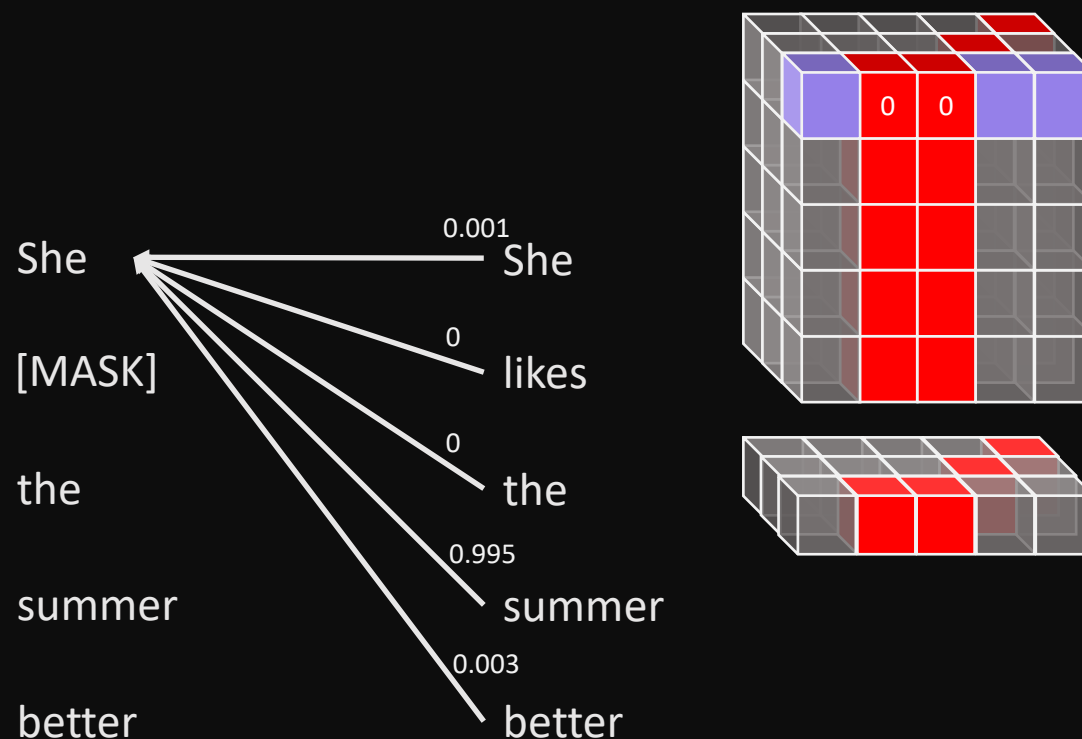 0 0
0.001
She She
0
[MASK] likes
0
the the
0.995
summer summer
0.003
better better